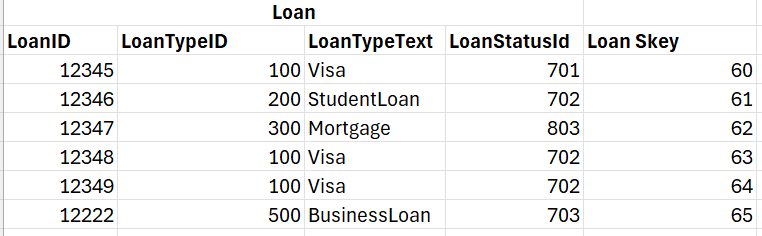 Loan
LoanID LoanTypeID LoanTypeText LoanStatusId Loan Skey
12345 100 Visa 701 60
12346 200 StudentLoan 702 61
12347 300 Mortgage 803 62
12348 100 Visa 702 63
12349 100 Visa 702 64
12222 500 BusinessLoan 703 65